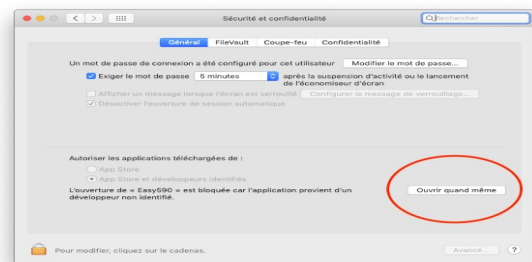 Sécurité et confidentialité
Rechercher
Général FileVault Coupe-feu Confidentialité
Un mot de passe de connexion a été configuré pour cet utilisateur Modifier le mot de passe...
Exiger le mot de passe 5 minutes après la suspension d'activité ou le lancement
de l'économiseur d'écran
Afficher un message lorsque l'écran est verrouillé Configurer le message de verrouillage...
Désactiver l'ouverture de session automatique
Autoriser les applications téléchargées de :
App Store
App Store et développeurs identifiés
L'ouverture de « Easy590 » est bloquée car l'application provient d'un Ouvrir quand même
développeur non identifié.
Pour modifier, cliquez sur le cadenas. Avancé... ?